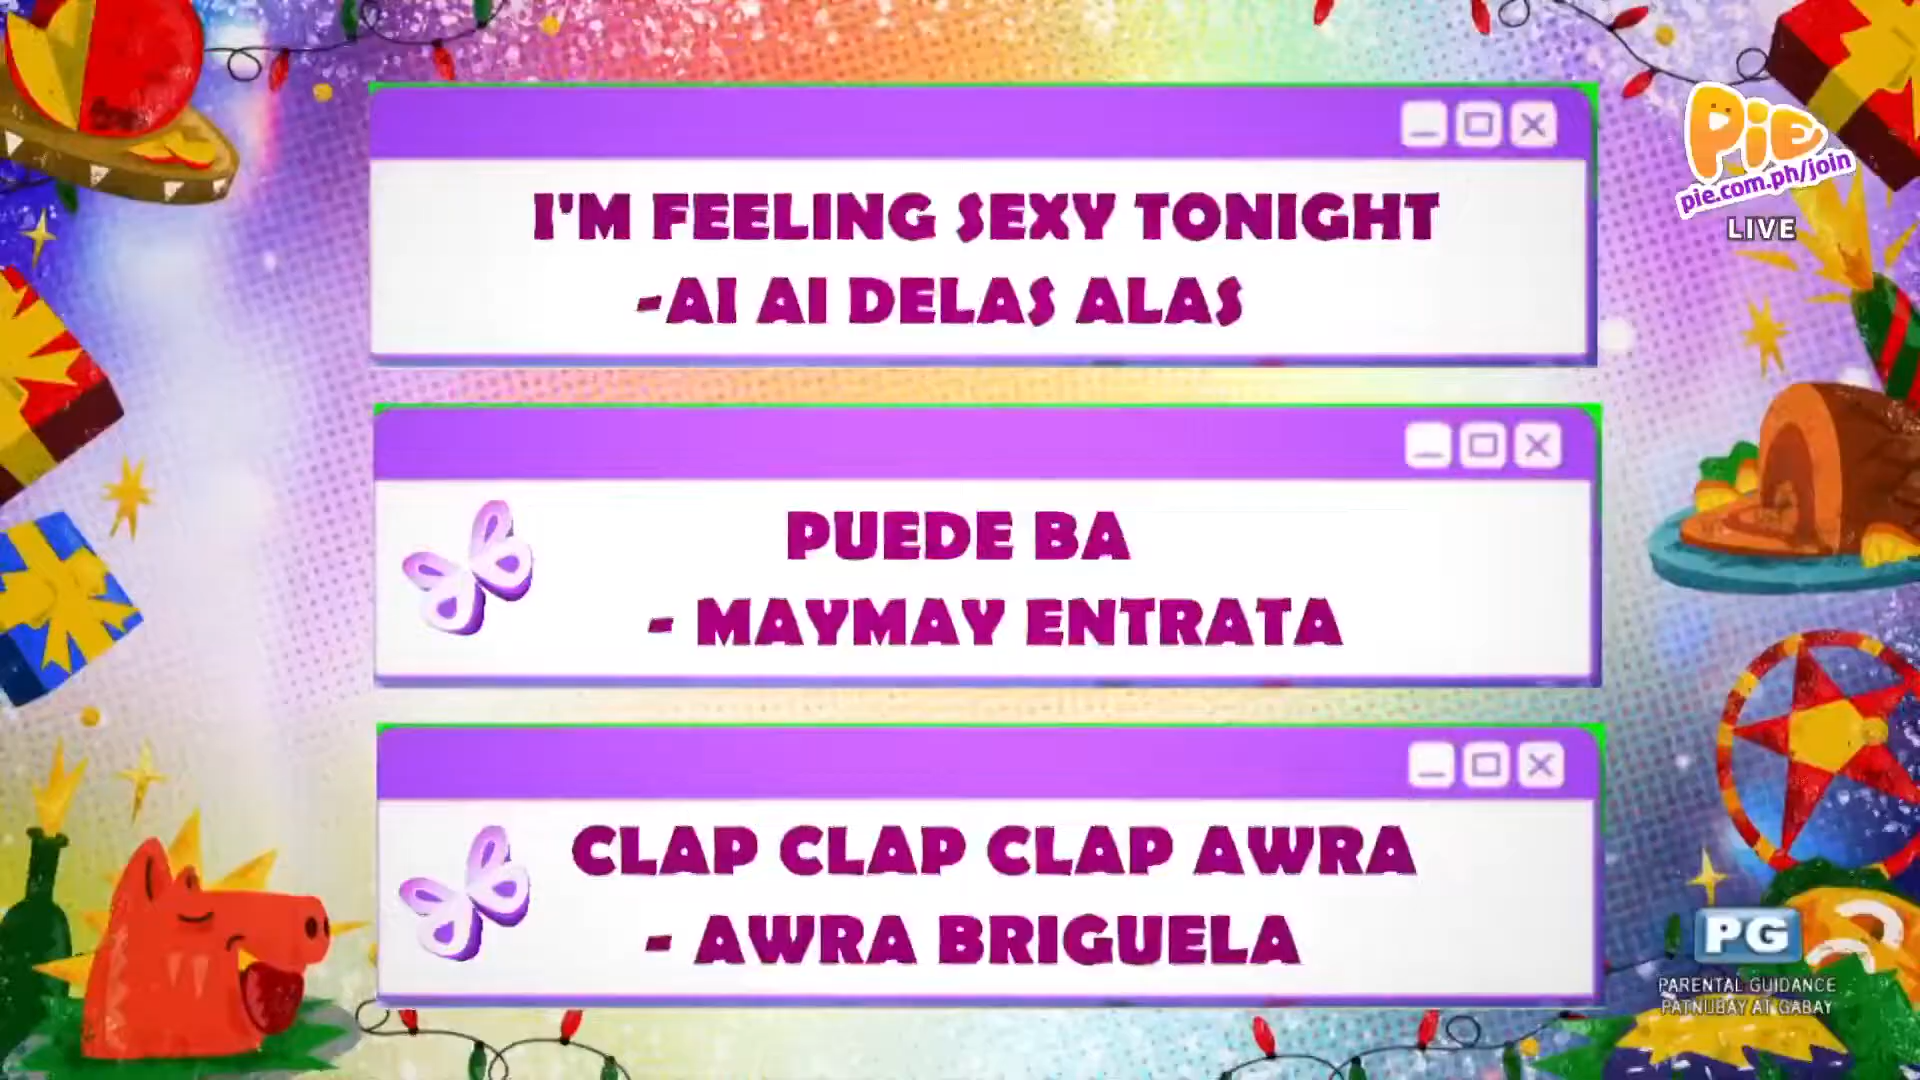 I'M FEELING SEXY TONIGHT
-AI AI DELAS ALAS
PUEDE BA
- MAYMAY ENTRATA
CLAP CLAP CLAP AWRA
- AWRA BRIGUELA
PiE
pie.com.ph/join
LIVE
PG
PARENTAL GUIDANCE
PATNUBAY AT GABAY